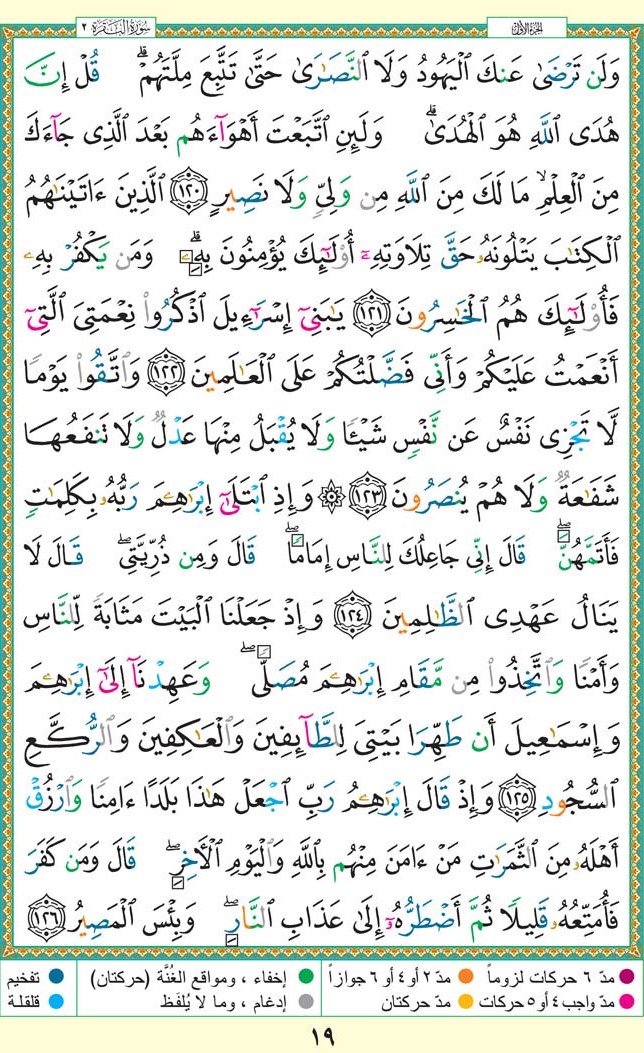 الجزء الأول
سورة البقرة ٢
وَلَن تَرْضَىٰ عَنكَ ٱلْيَهُودُ وَلَا ٱلنَّصَـٰرَىٰ حَتَّىٰ تَتَّبِعَ مِلَّتَهُمْ ۗ قُلْ إِنَّ
هُدَى ٱللَّهِ هُوَ ٱلْهُدَىٰ ۗ وَلَئِنِ ٱتَّبَعْتَ أَهْوَآءَهُم بَعْدَ ٱلَّذِى جَآءَكَ
مِنَ ٱلْعِلْمِ ۙ مَا لَكَ مِنَ ٱللَّهِ مِن وَلِىٍّ وَلَا نَصِيرٍ ١٢٠ ٱلَّذِينَ ءَاتَيْنَـٰهُمُ
ٱلْكِتَـٰبَ يَتْلُونَهُۥ حَقَّ تِلَاوَتِهِۦٓ أُو۟لَـٰٓئِكَ يُؤْمِنُونَ بِهِۦ ۗ وَمَن يَكْفُرْ بِهِۦ
فَأُو۟لَـٰٓئِكَ هُمُ ٱلْخَـٰسِرُونَ ١٢١ يَـٰبَنِىٓ إِسْرَٰٓءِيلَ ٱذْكُرُوا۟ نِعْمَتِىَ ٱلَّتِىٓ
أَنْعَمْتُ عَلَيْكُمْ وَأَنِّى فَضَّلْتُكُمْ عَلَى ٱلْعَـٰلَمِينَ ١٢٢ وَٱتَّقُوا۟ يَوْمًا
لَّا تَجْزِى نَفْسٌ عَن نَّفْسٍ شَيْـًٔا وَلَا يُقْبَلُ مِنْهَا عَدْلٌ وَلَا تَنفَعُهَا
شَفَـٰعَةٌ وَلَا هُمْ يُنصَرُونَ ١٢٣ ۞ وَإِذِ ٱبْتَلَىٰٓ إِبْرَٰهِـۧمَ رَبُّهُۥ بِكَلِمَـٰتٍ
فَأَتَمَّهُنَّ ۖ قَالَ إِنِّى جَاعِلُكَ لِلنَّاسِ إِمَامًا ۖ قَالَ وَمِن ذُرِّيَّتِى ۖ قَالَ لَا
يَنَالُ عَهْدِى ٱلظَّـٰلِمِينَ ١٢٤ وَإِذْ جَعَلْنَا ٱلْبَيْتَ مَثَابَةً لِّلنَّاسِ
وَأَمْنًا وَٱتَّخِذُوا۟ مِن مَّقَامِ إِبْرَٰهِـۧمَ مُصَلًّى ۖ وَعَهِدْنَآ إِلَىٰٓ إِبْرَٰهِـۧمَ
وَإِسْمَـٰعِيلَ أَن طَهِّرَا بَيْتِىَ لِلطَّآئِفِينَ وَٱلْعَـٰكِفِينَ وَٱلرُّكَّعِ
ٱلسُّجُودِ ١٢٥ وَإِذْ قَالَ إِبْرَٰهِـۧمُ رَبِّ ٱجْعَلْ هَـٰذَا بَلَدًا ءَامِنًا وَٱرْزُقْ
أَهْلَهُۥ مِنَ ٱلثَّمَرَٰتِ مَنْ ءَامَنَ مِنْهُم بِٱللَّهِ وَٱلْيَوْمِ ٱلْـَٔاخِرِ ۖ قَالَ وَمَن كَفَرَ
فَأُمَتِّعُهُۥ قَلِيلًا ثُمَّ أَضْطَرُّهُۥٓ إِلَىٰ عَذَابِ ٱلنَّارِ ۖ وَبِئْسَ ٱلْمَصِيرُ ١٢٦
مدّ ٦ حركات لزوماً
مدّ ٢ أو ٤ أو ٦ جوازاً
إخفاء ، ومواقع الغُنَّة (حركتان)
تفخيم
مدّ واجب ٤ أو ٥ حركات
مدّ حركتان
إدغام ، وما لا يُلفَظ
قلقلة
١٩